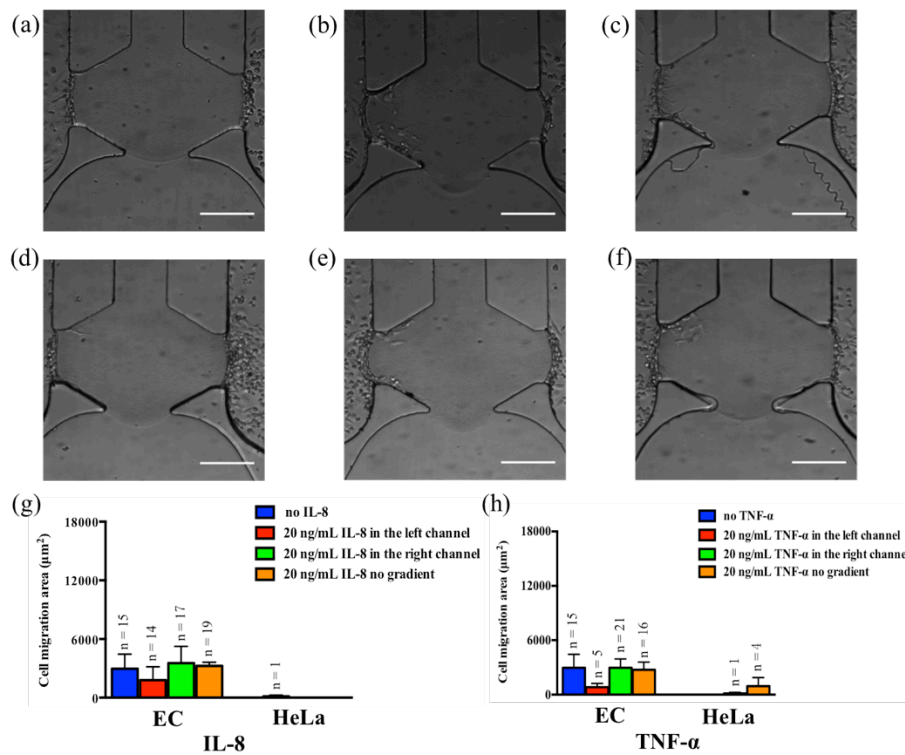 (a)
(b)
(c)
(d)
(e)
(f)
(g)
no IL-8
20 ng/mL IL-8 in the left channel
20 ng/mL IL-8 in the right channel
20 ng/mL IL-8 no gradient
Cell migration area (μm²)
18000
12000
6000
0
n = 15
n = 14
n = 17
n = 19
n = 1
EC
HeLa
IL-8
(h)
no TNF-α
20 ng/mL TNF-α in the left channel
20 ng/mL TNF-α in the right channel
20 ng/mL TNF-α no gradient
Cell migration area (μm²)
18000
12000
6000
0
n = 15
n = 5
n = 21
n = 16
n = 1
n = 4
EC
HeLa
TNF-α